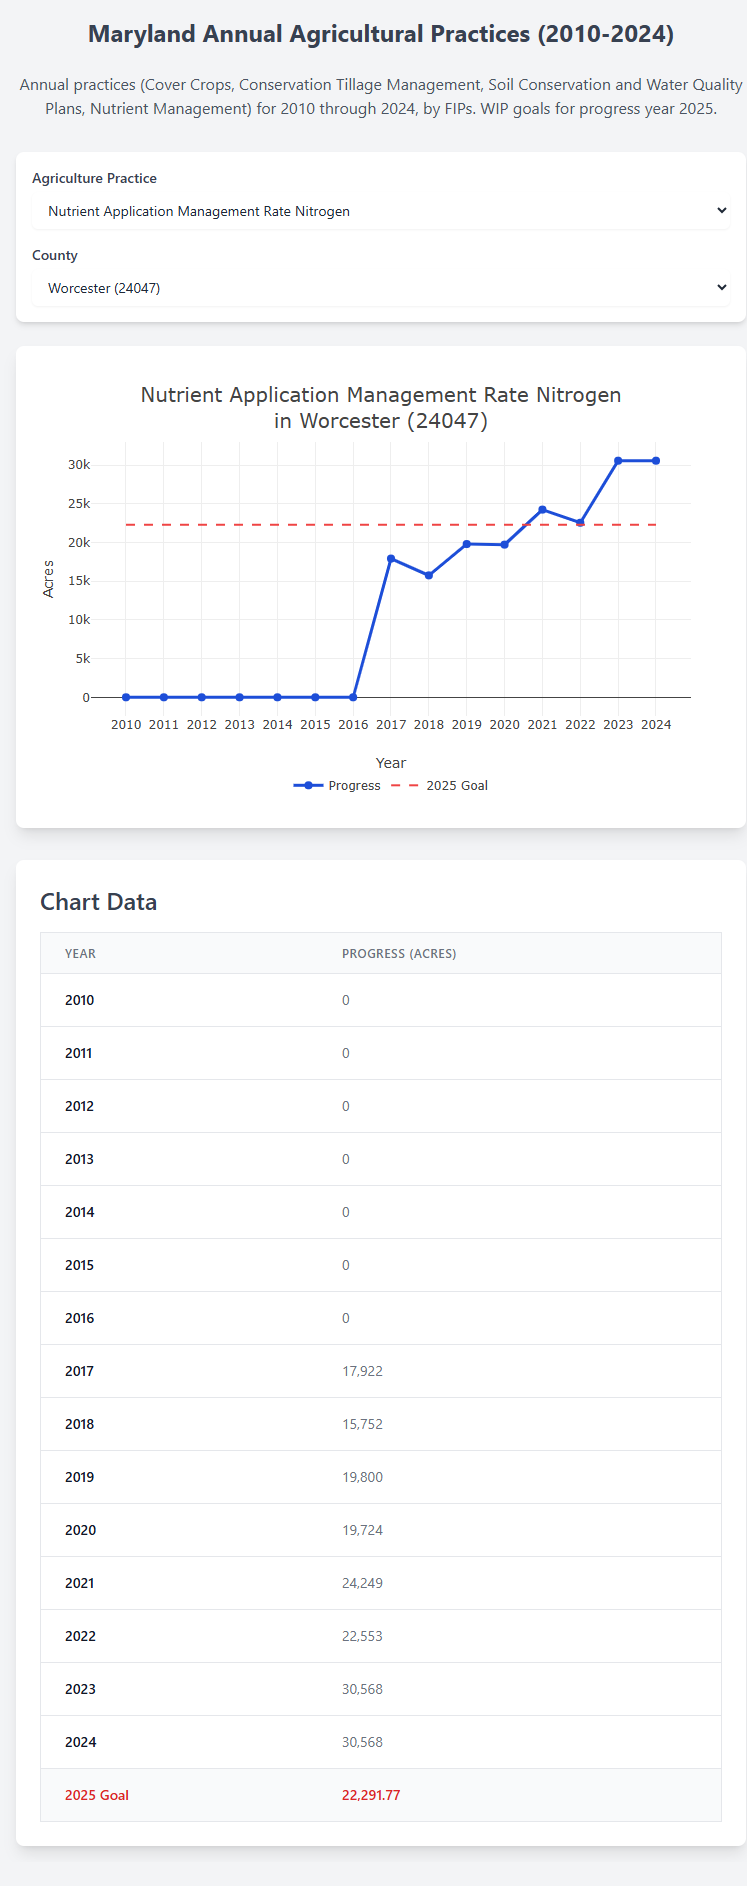 Maryland Annual Agricultural Practices (2010-2024)
Annual practices (Cover Crops, Conservation Tillage Management, Soil Conservation and Water Quality
Plans, Nutrient Management) for 2010 through 2024, by FIPs. WIP goals for progress year 2025.
Agriculture Practice
Nutrient Application Management Rate Nitrogen
County
Worcester (24047)
Nutrient Application Management Rate Nitrogen
in Worcester (24047)
30k
25k
20k
15k
10k
5k
0
Acres
2010 2011 2012 2013 2014 2015 2016 2017 2018 2019 2020 2021 2022 2023 2024
Year
Progress 2025 Goal
Chart Data
YEAR PROGRESS (ACRES)
2010 0
2011 0
2012 0
2013 0
2014 0
2015 0
2016 0
2017 17,922
2018 15,752
2019 19,800
2020 19,724
2021 24,249
2022 22,553
2023 30,568
2024 30,568
2025 Goal 22,291.77